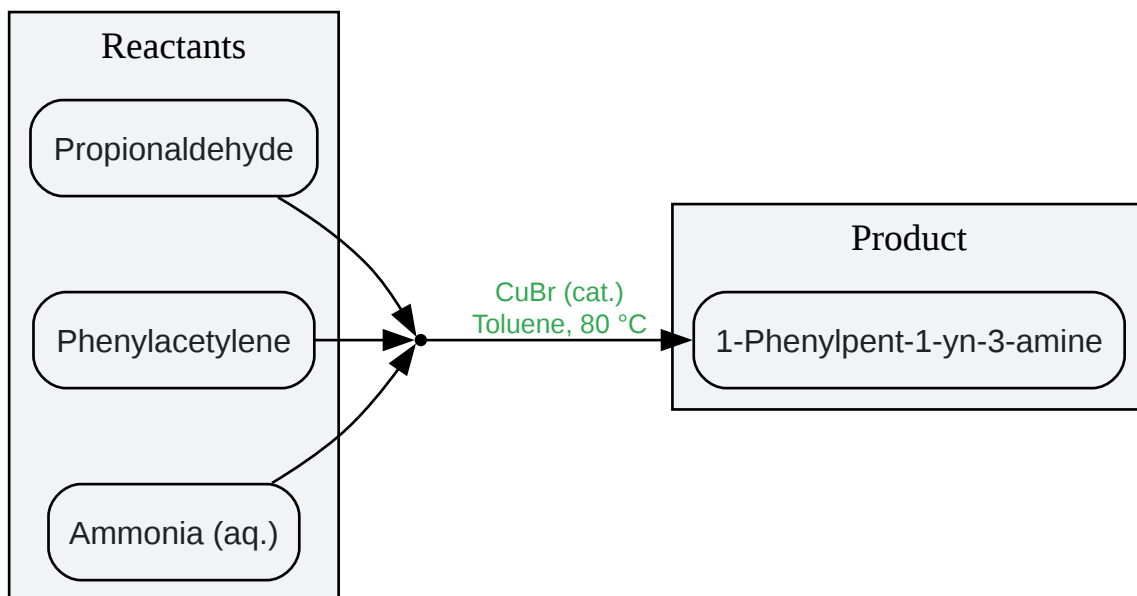 Reactants
Propionaldehyde
Phenylacetylene
Ammonia (aq.)
CuBr (cat.)
Toluene, 80 °C
Product
1-Phenylpent-1-yn-3-amine